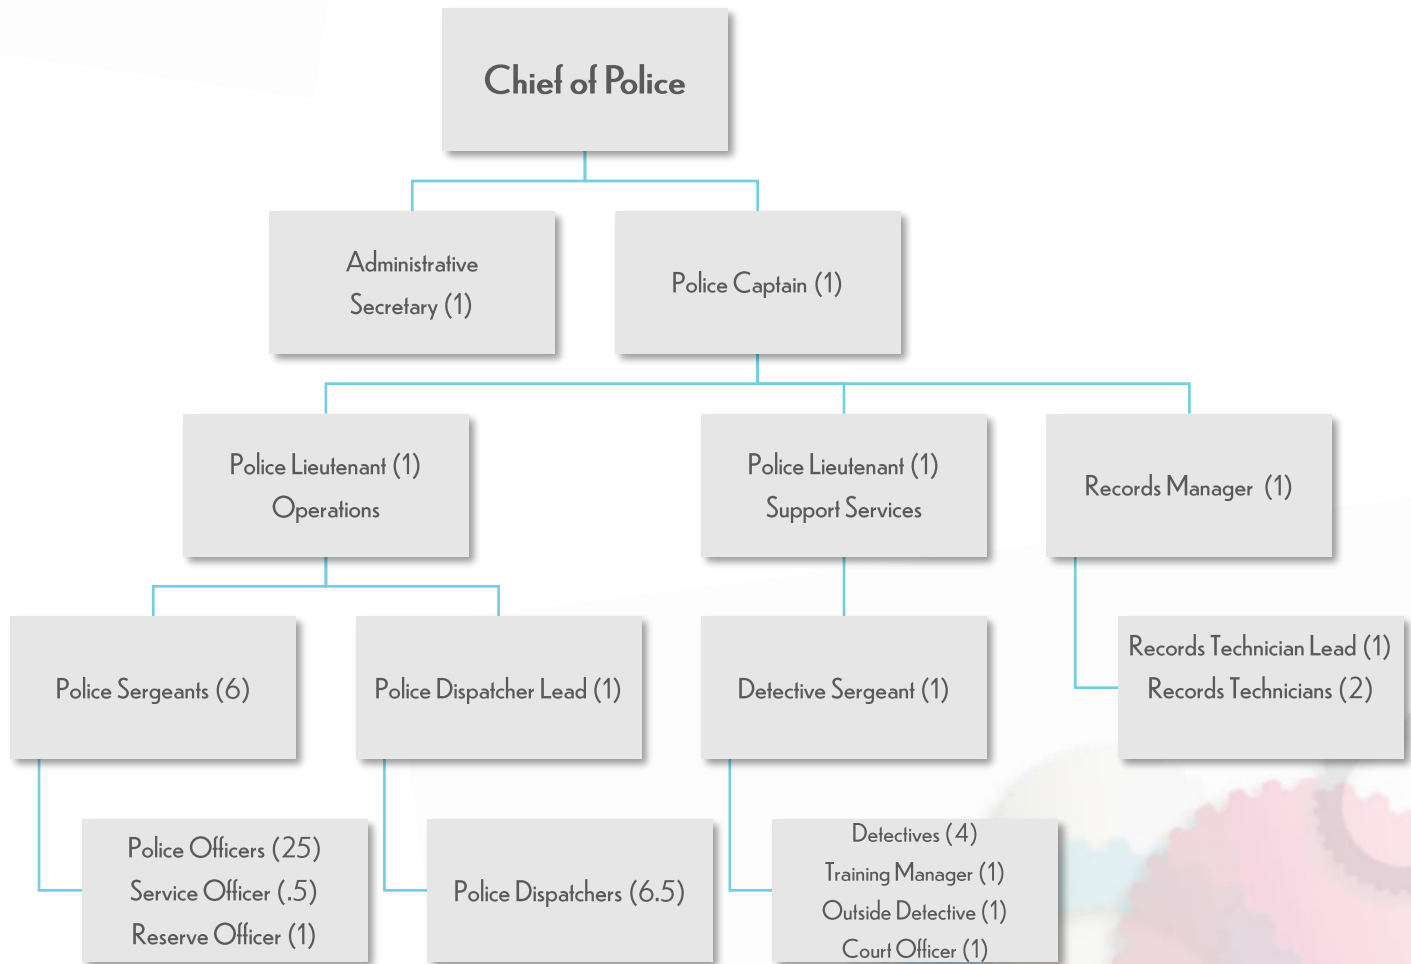 Chief of Police
Administrative
Secretary (1)
Police Captain (1)
Police Lieutenant (1)
Operations
Police Lieutenant (1)
Support Services
Records Manager (1)
Police Sergeants (6)
Police Dispatcher Lead (1)
Detective Sergeant (1)
Records Technician Lead (1)
Records Technicians (2)
Police Officers (25)
Service Officer (.5)
Reserve Officer (1)
Police Dispatchers (6.5)
Detectives (4)
Training Manager (1)
Outside Detective (1)
Court Officer (1)